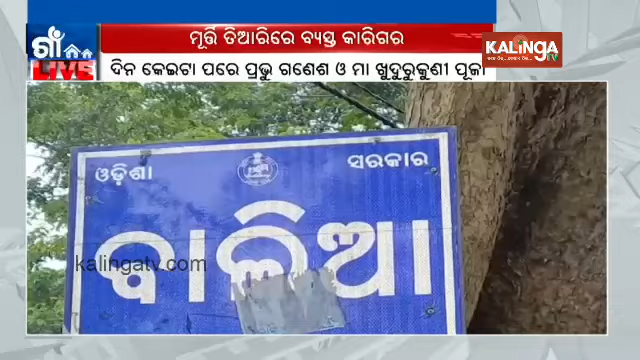 ଗାଁ
LIVE
ମୂର୍ତ୍ତି ତିଆରିରେ ବ୍ୟସ୍ତ କାରିଗର
ଦିନ କେଇଟା ପରେ ପ୍ରଭୁ ଗଣେଶ ଓ ମା ଖୁଦୁରୁକୁଣୀ ପୂଜା
KALINGA
TV
ଓଡ଼ିଶା ସରକାର
ବାଲିଆ
kalingatv.com